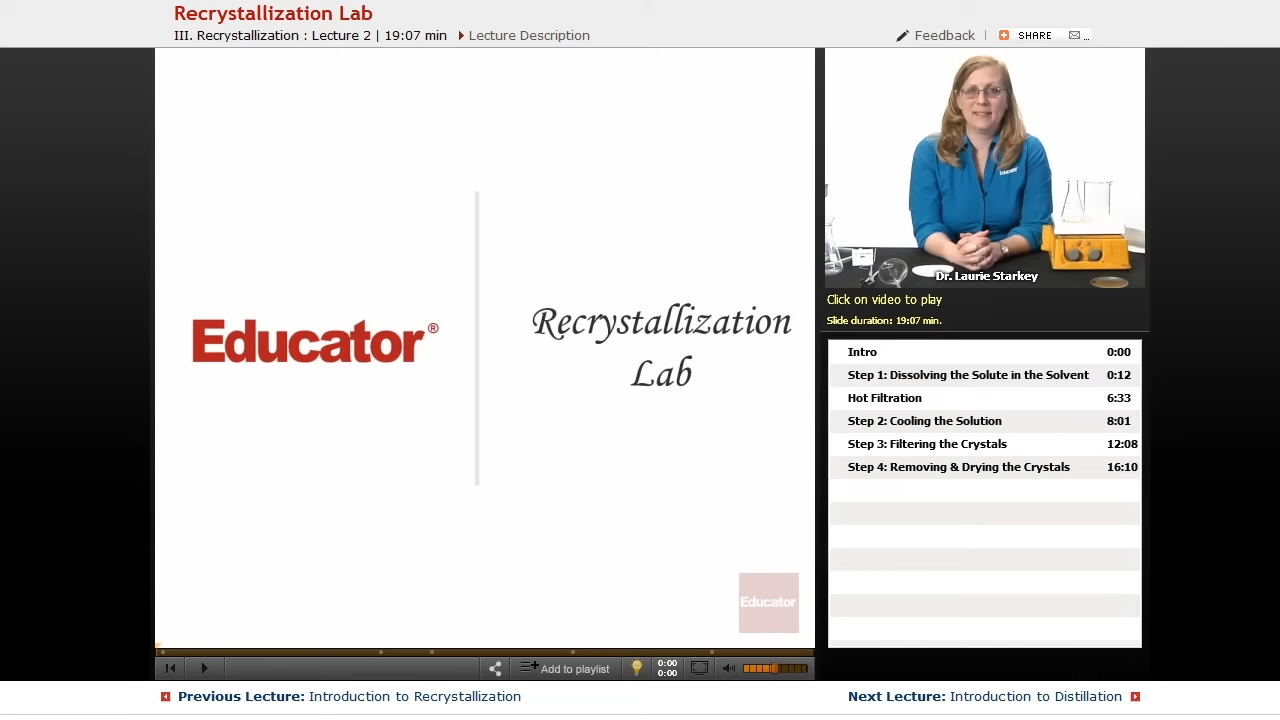 Recrystallization Lab
III. Recrystallization : Lecture 2 | 19:07 min
Lecture Description
Feedback
SHARE
...
Educator®
Recrystallization
Lab
Educator
Educator
Dr. Laurie Starkey
Click on video to play
Slide duration: 19:07 min.
Intro 0:00
Step 1: Dissolving the Solute in the Solvent 0:12
Hot Filtration 6:33
Step 2: Cooling the Solution 8:01
Step 3: Filtering the Crystals 12:08
Step 4: Removing & Drying the Crystals 16:10
Add to playlist
0:00
0:00
Previous Lecture: Introduction to Recrystallization
Next Lecture: Introduction to Distillation